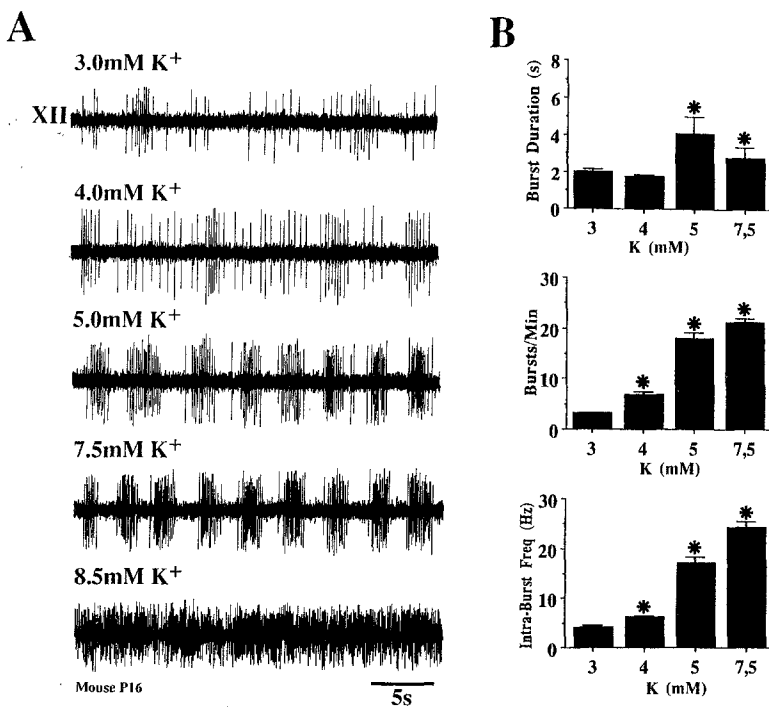 A
3.0mM K+
XII
4.0mM K+
5.0mM K+
7.5mM K+
8.5mM K+
Mouse P16
5s
B
Burst Duration (s)
8
6
4
2
0
* *
3 4 5 7,5
K (mM)
Bursts/Min
30
20
10
0
* * *
3 4 5 7,5
K (mM)
Intra-Burst Freq (Hz)
30
20
10
0
* * *
3 4 5 7,5
K (mM)